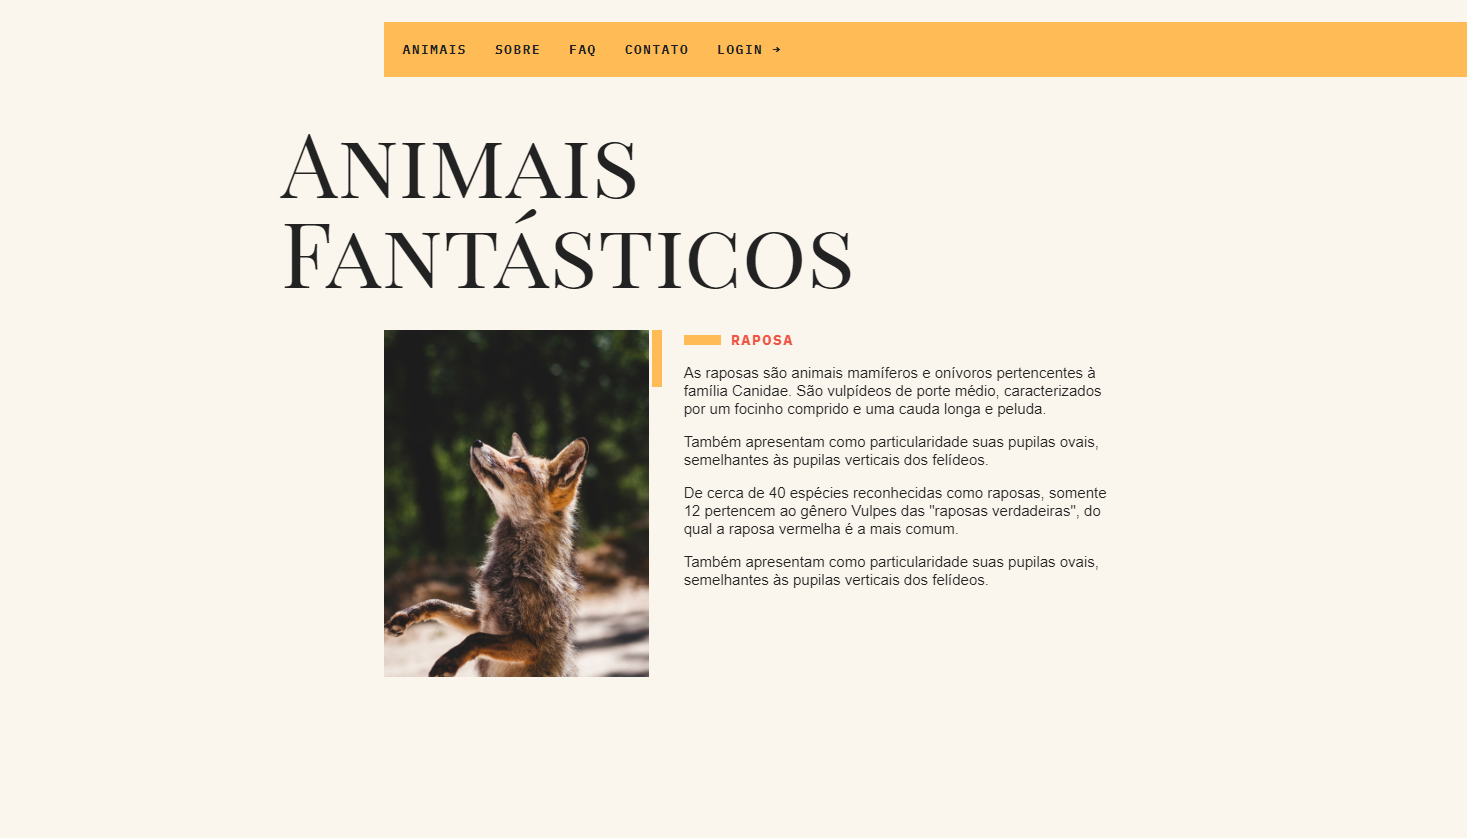 ANIMAIS SOBRE FAQ CONTATO LOGIN →
ANIMAIS
FANTÁSTICOS
RAPOSA
As raposas são animais mamíferos e onívoros pertencentes à
família Canidae. São vulpídeos de porte médio, caracterizados
por um focinho comprido e uma cauda longa e peluda.
Também apresentam como particularidade suas pupilas ovais,
semelhantes às pupilas verticais dos felídeos.
De cerca de 40 espécies reconhecidas como raposas, somente
12 pertencem ao gênero Vulpes das "raposas verdadeiras", do
qual a raposa vermelha é a mais comum.
Também apresentam como particularidade suas pupilas ovais,
semelhantes às pupilas verticais dos felídeos.